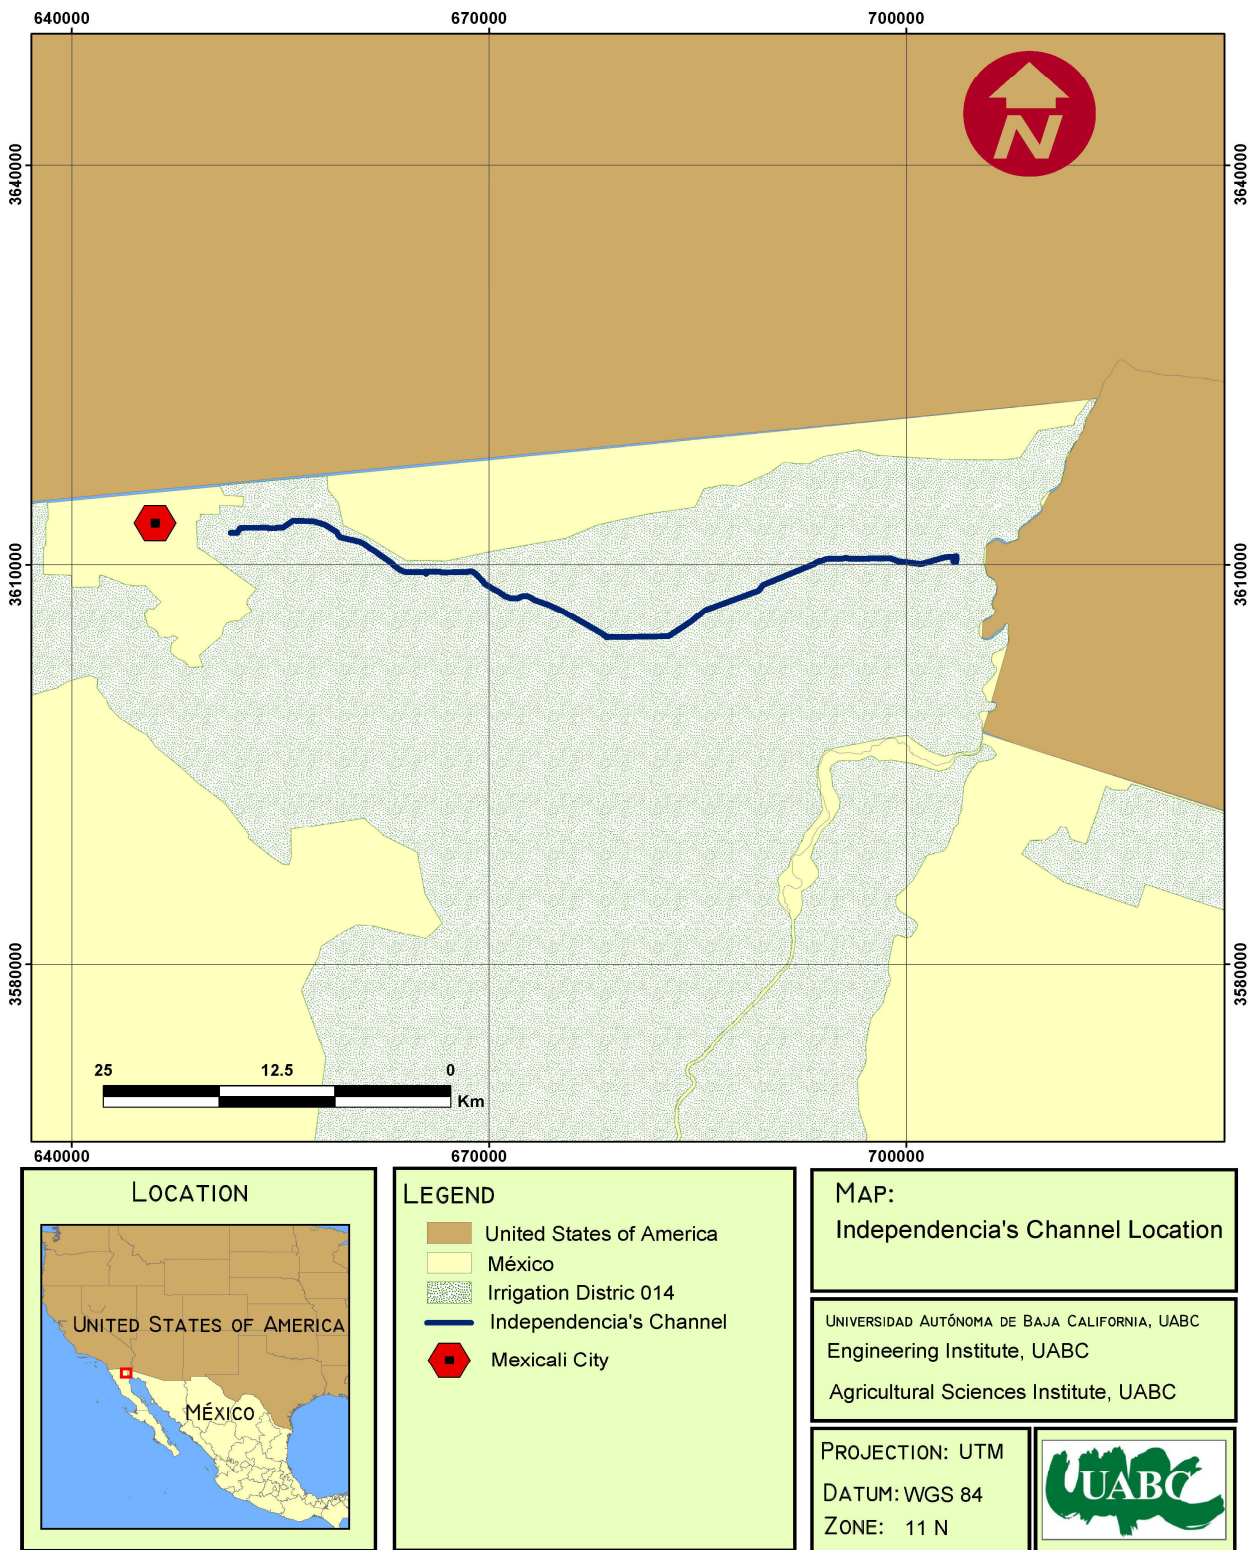 640000
670000
700000
3640000
3640000
N
3610000
3610000
3580000
3580000
25
12.5
0
Km
640000
670000
700000
LOCATION
UNITED STATES OF AMERICA
MÉXICO
LEGEND
United States of America
México
Irrigation Distric 014
Independencia's Channel
Mexicali City
MAP:
Independencia's Channel Location
UNIVERSIDAD AUTÓNOMA DE BAJA CALIFORNIA, UABC
Engineering Institute, UABC
Agricultural Sciences Institute, UABC
PROJECTION: UTM
DATUM: WGS 84
ZONE: 11 N
UABC